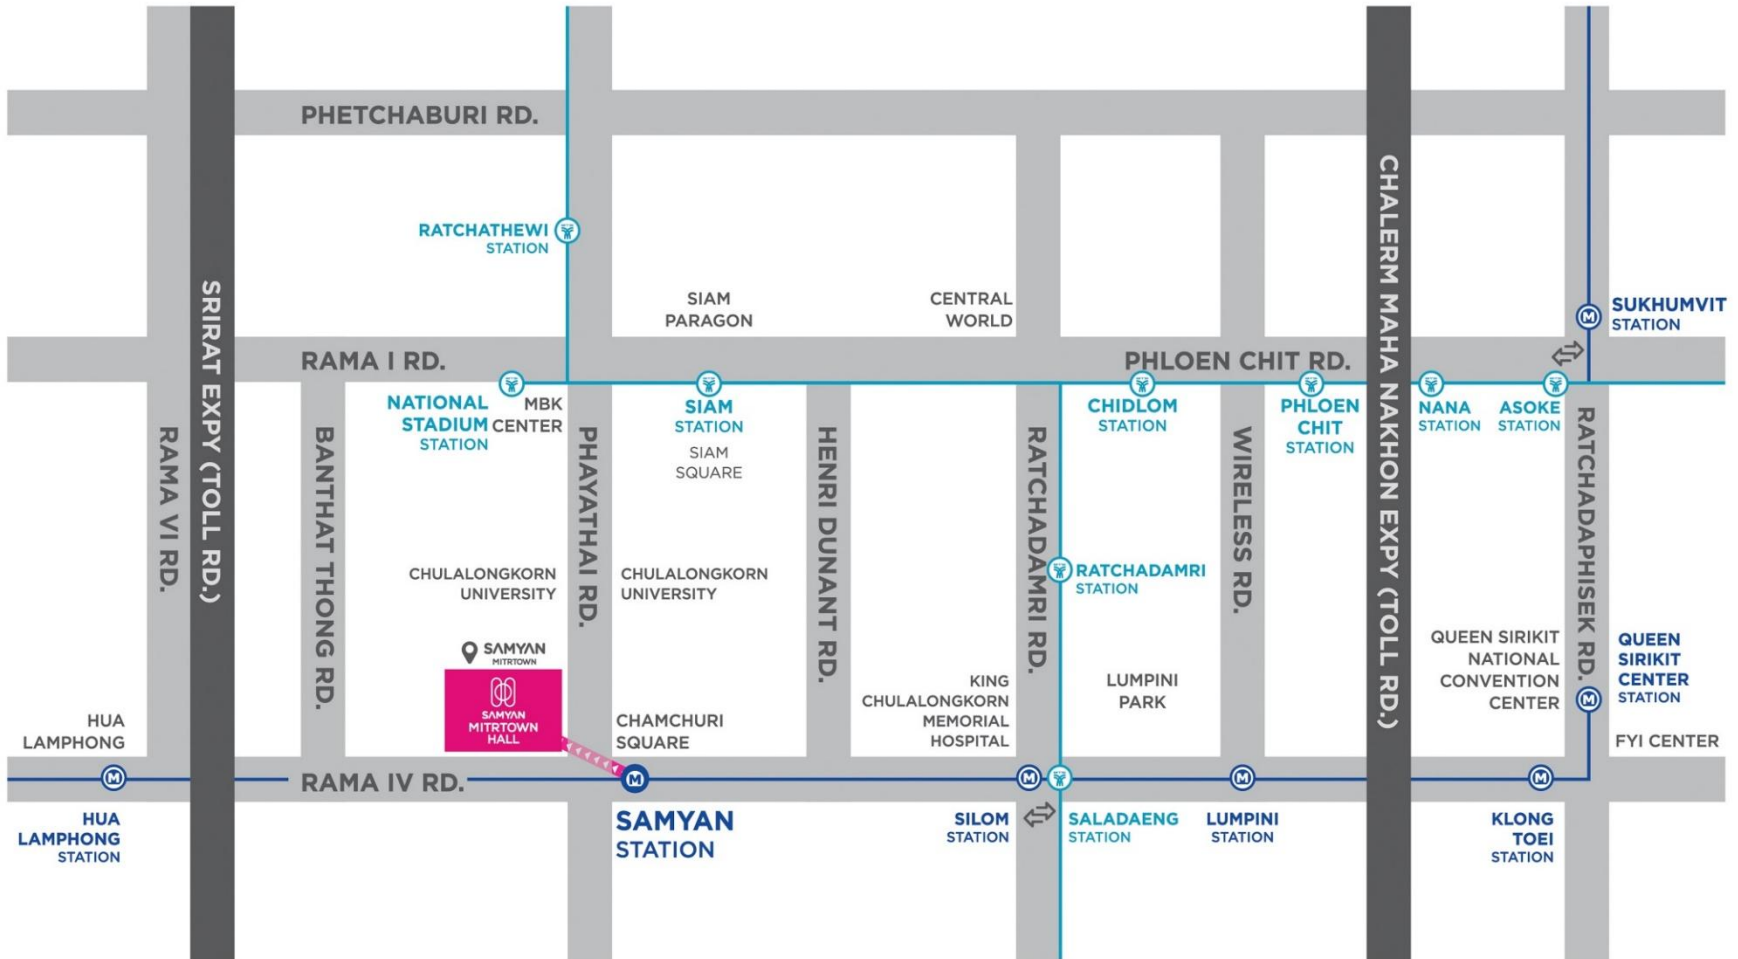 PHETCHABURI RD.
RATCHATHEWI
STATION
SIAM
PARAGON
CENTRAL
WORLD
SUKHUMVIT
STATION
RAMA I RD.
PHLOEN CHIT RD.
NATIONAL
STADIUM
STATION
MBK
CENTER
SIAM
STATION
SIAM
SQUARE
CHIDLOM
STATION
PHLOEN
CHIT
STATION
NANA
STATION
ASOKE
STATION
RAMA VI RD.
SRIRAT EXPY (TOLL RD.)
BANTHAT THONG RD.
PHAYATHAI RD.
HENRI DUNANT RD.
RATCHADAMRI RD.
WIRELESS RD.
CHALERM MAHA NAKHON EXPY (TOLL RD.)
RATCHADAPHISEK RD.
CHULALONGKORN
UNIVERSITY
CHULALONGKORN
UNIVERSITY
RATCHADAMRI
STATION
SAMYAN
MITRTOWN
SAMYAN
MITRTOWN
HALL
CHAMCHURI
SQUARE
KING
CHULALONGKORN
MEMORIAL
HOSPITAL
LUMPINI
PARK
QUEEN SIRIKIT
NATIONAL
CONVENTION
CENTER
QUEEN
SIRIKIT
CENTER
STATION
HUA
LAMPHONG
FYI CENTER
M
M
RAMA IV RD.
M
M
M
M
M
HUA
LAMPHONG
STATION
SAMYAN
STATION
SILOM
STATION
SALADAENG
STATION
LUMPINI
STATION
KLONG
TOEI
STATION